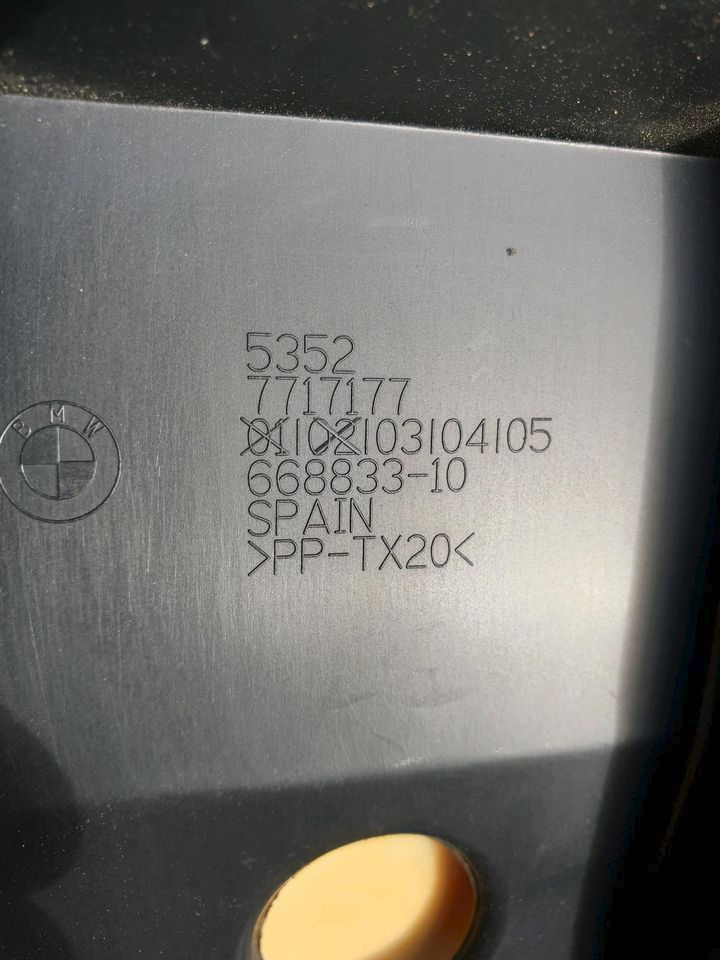 BMW
5352
7717177
01|02|03|04|05
668833-10
SPAIN
>PP-TX20<